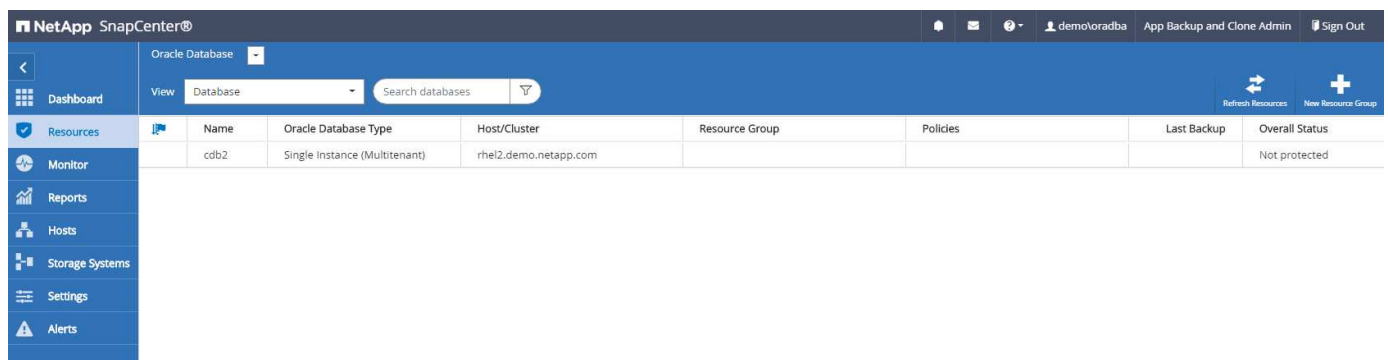 NetApp SnapCenter®
demo\oradba App Backup and Clone Admin Sign Out
Oracle Database
View Database Search databases
Refresh Resources New Resource Group
Dashboard
Resources
Monitor
Reports
Hosts
Storage Systems
Settings
Alerts
Name Oracle Database Type Host/Cluster Resource Group Policies Last Backup Overall Status
cdb2 Single Instance (Multitenant) rhel2.demo.netapp.com Not protected